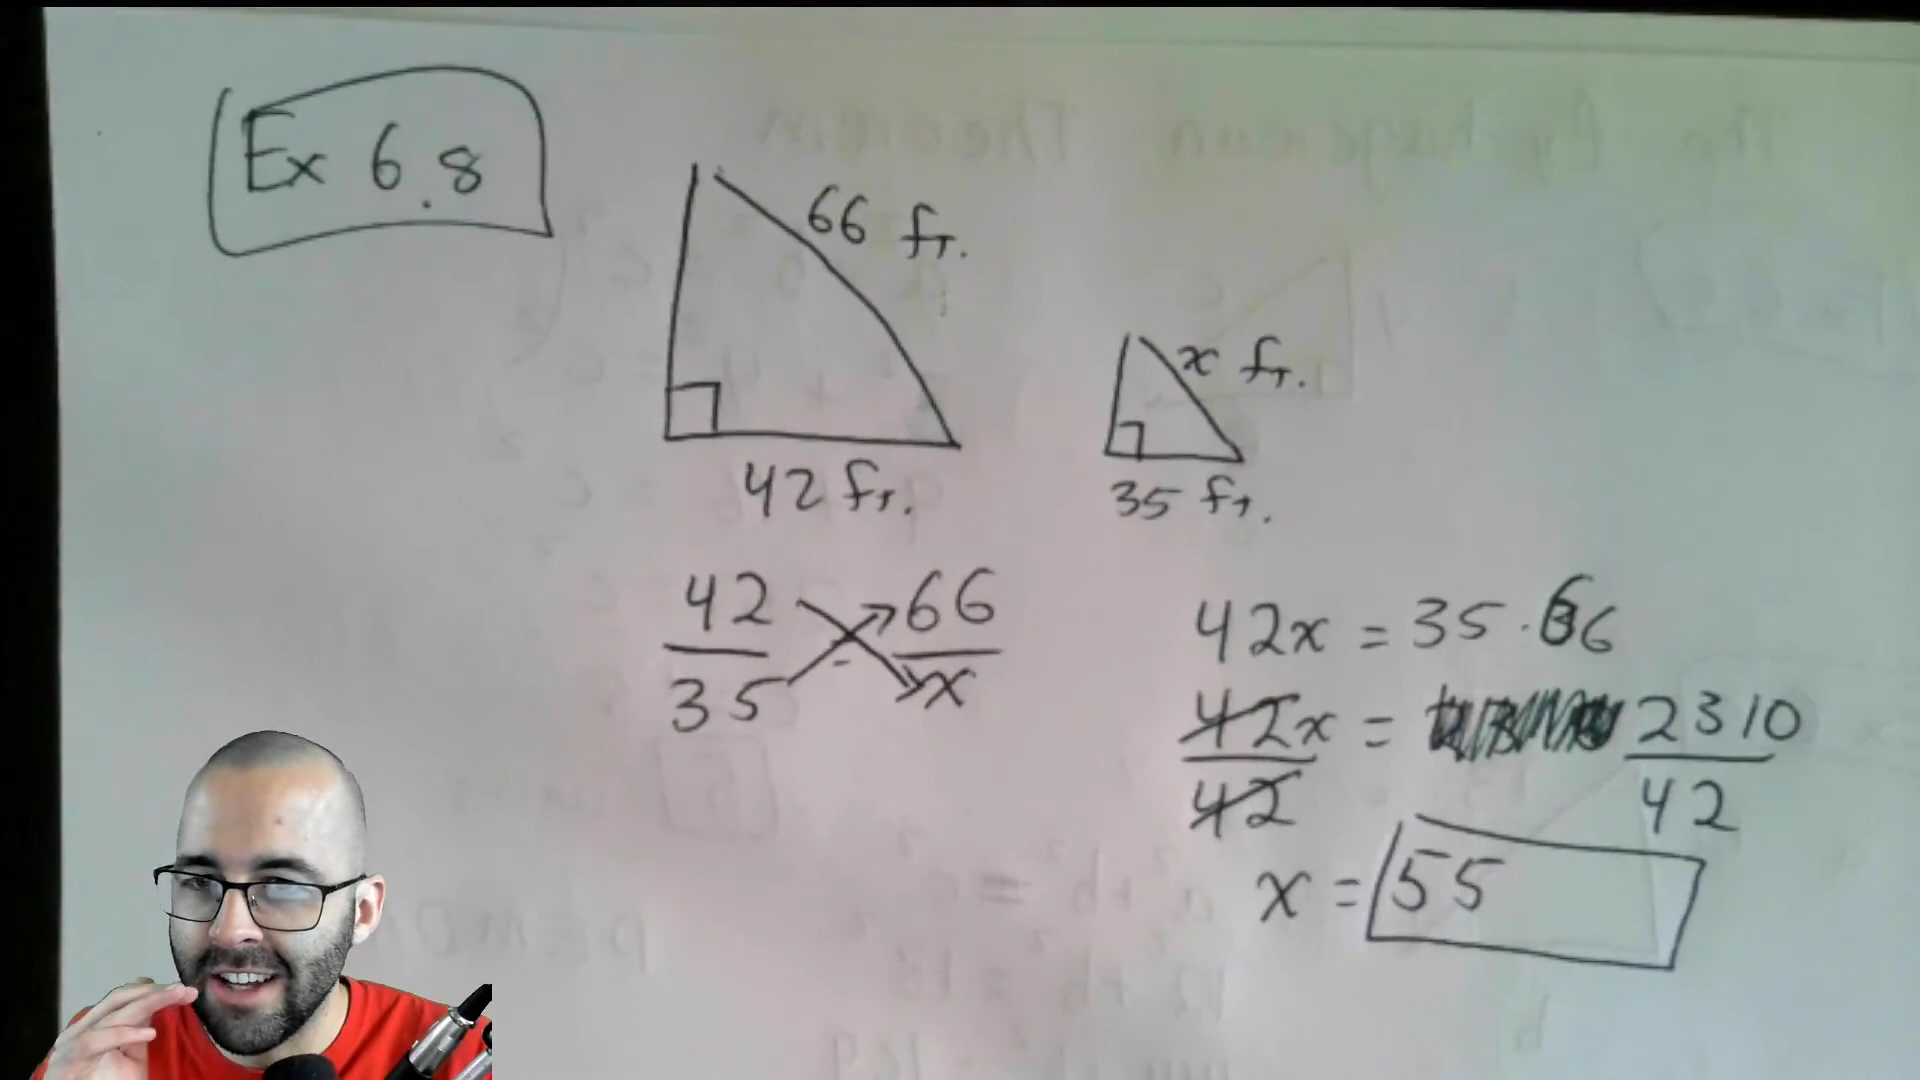 Ex 6.8
66 ft.
x ft.
42 ft.
35 ft.
42 66
35 x
42x = 35 · 66
42x = 2310
42 42
x = 55